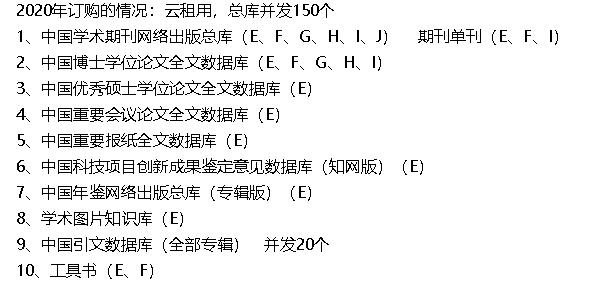 2020年订购的情况：云租用，总库并发150个
1、中国学术期刊网络出版总库（E、F、G、H、I、J） 期刊单刊（E、F、I）
2、中国博士学位论文全文数据库（E、F、G、H、I）
3、中国优秀硕士学位论文全文数据库（E）
4、中国重要会议论文全文数据库（E）
5、中国重要报纸全文数据库（E）
6、中国科技项目创新成果鉴定意见数据库（知网版）（E）
7、中国年鉴网络出版总库（专辑版）（E）
8、学术图片知识库（E）
9、中国引文数据库（全部专辑） 并发20个
10、工具书（E、F）